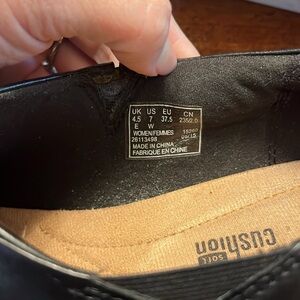 UK US EU CN
4.5 7 37.5 235/2.0
E W
WOMEN/FEMMES
26113498
MADE IN CHINA
FABRIQUE EN CHINE
SOFT
cushion